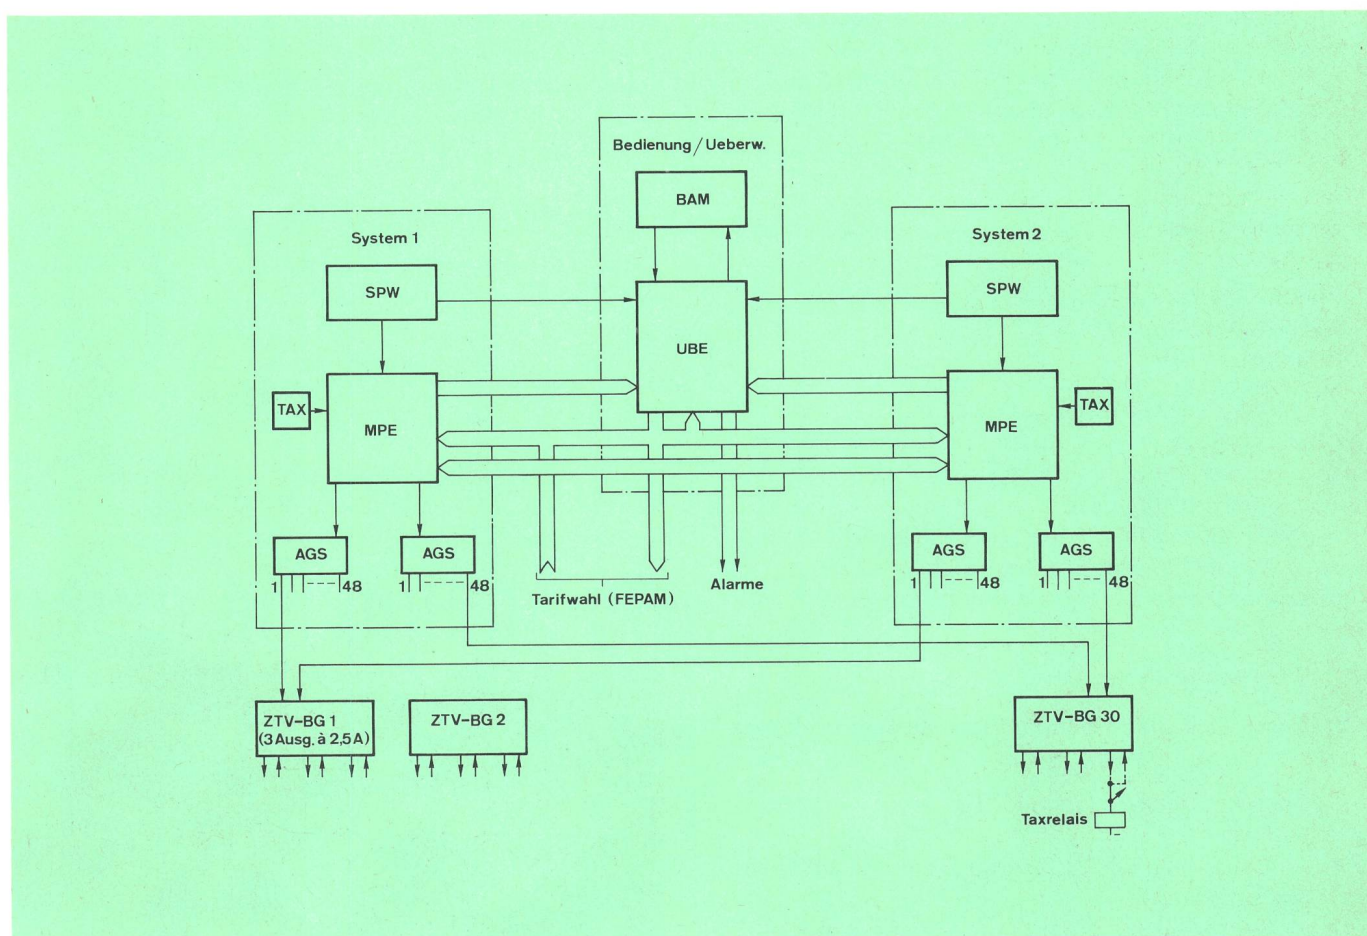 Bedienung/Ueberw.
BAM
System 1
System 2
SPW
SPW
UBE
TAX
MPE
MPE
TAX
AGS
AGS
AGS
AGS
1 48
1 48
1 48
1 48
Tarifwahl (FEPAM)
Alarme
ZTV-BG 1
(3 Ausg. à 2,5A)
ZTV-BG 2
ZTV-BG 30
Taxrelais